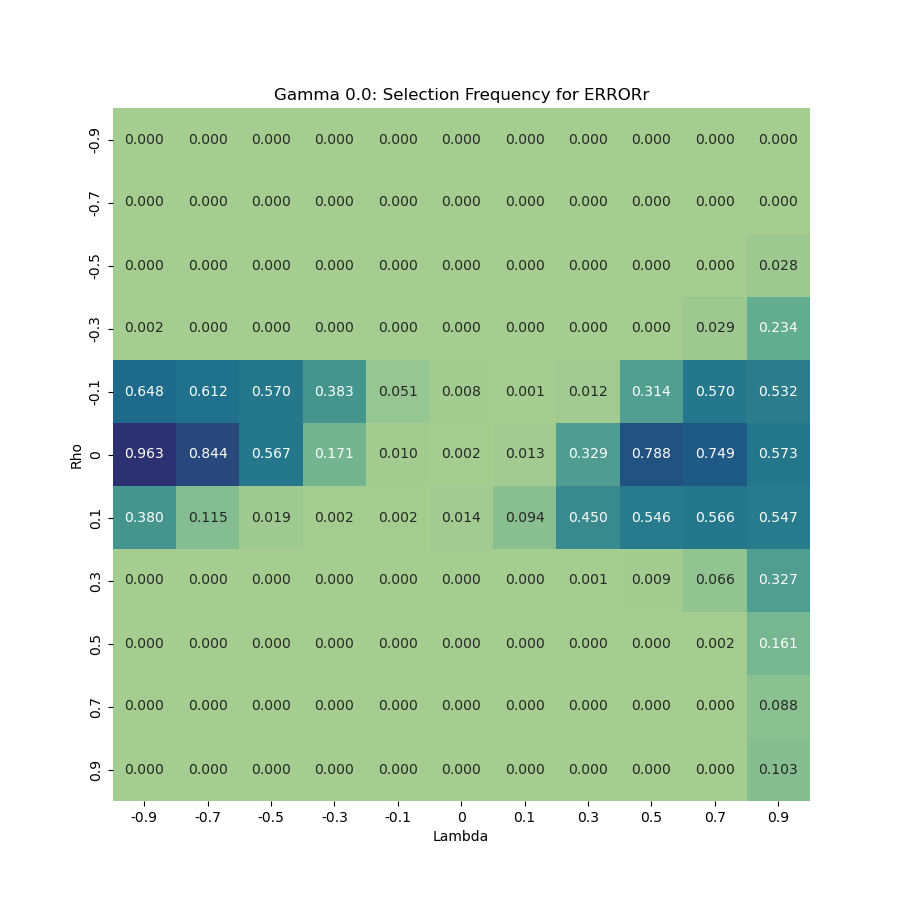 Gamma 0.0: Selection Frequency for ERRORr
-0.9 0.000 0.000 0.000 0.000 0.000 0.000 0.000 0.000 0.000 0.000 0.000
-0.7 0.000 0.000 0.000 0.000 0.000 0.000 0.000 0.000 0.000 0.000 0.000
-0.5 0.000 0.000 0.000 0.000 0.000 0.000 0.000 0.000 0.000 0.000 0.028
-0.3 0.002 0.000 0.000 0.000 0.000 0.000 0.000 0.000 0.000 0.029 0.234
-0.1 0.648 0.612 0.570 0.383 0.051 0.008 0.001 0.012 0.314 0.570 0.532
Rho
0 0.963 0.844 0.567 0.171 0.010 0.002 0.013 0.329 0.788 0.749 0.573
0.1 0.380 0.115 0.019 0.002 0.002 0.014 0.094 0.450 0.546 0.566 0.547
0.3 0.000 0.000 0.000 0.000 0.000 0.000 0.000 0.001 0.009 0.066 0.327
0.5 0.000 0.000 0.000 0.000 0.000 0.000 0.000 0.000 0.000 0.002 0.161
0.7 0.000 0.000 0.000 0.000 0.000 0.000 0.000 0.000 0.000 0.000 0.088
0.9 0.000 0.000 0.000 0.000 0.000 0.000 0.000 0.000 0.000 0.000 0.103
-0.9 -0.7 -0.5 -0.3 -0.1 0 0.1 0.3 0.5 0.7 0.9
Lambda